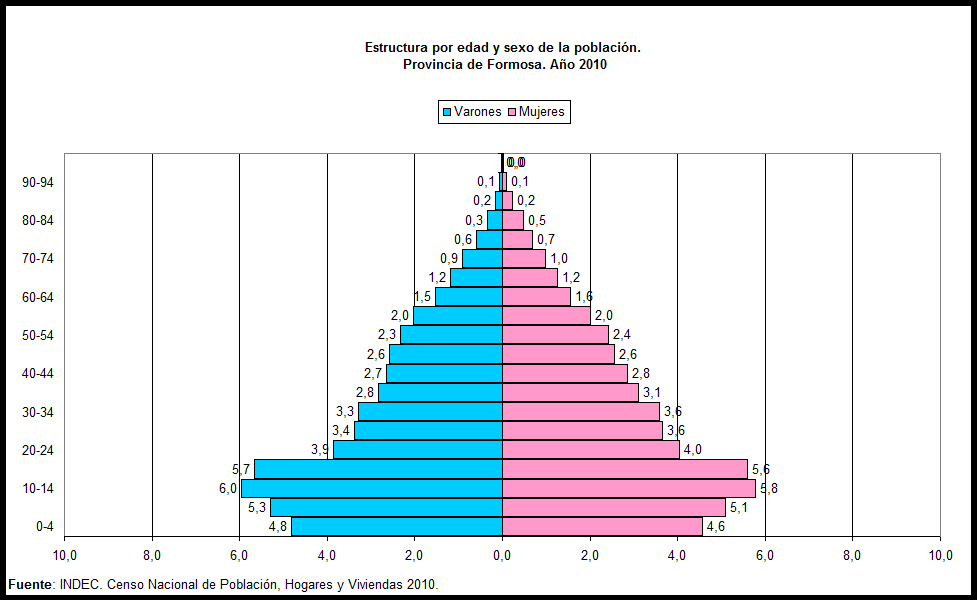 Estructura por edad y sexo de la población.
Provincia de Formosa. Año 2010
Varones Mujeres
0,0
90-94 0,1 0,1
0,2 0,2
80-84 0,3 0,5
0,6 0,7
70-74 0,9 1,0
1,2 1,2
60-64 1,5 1,6
2,0 2,0
50-54 2,3 2,4
2,6 2,6
40-44 2,7 2,8
2,8 3,1
30-34 3,3 3,6
3,4 3,6
20-24 3,9 4,0
5,7 5,6
10-14 6,0 5,8
5,3 5,1
0-4 4,8 4,6
10,0 8,0 6,0 4,0 2,0 0,0 2,0 4,0 6,0 8,0 10,0
Fuente: INDEC. Censo Nacional de Población, Hogares y Viviendas 2010.